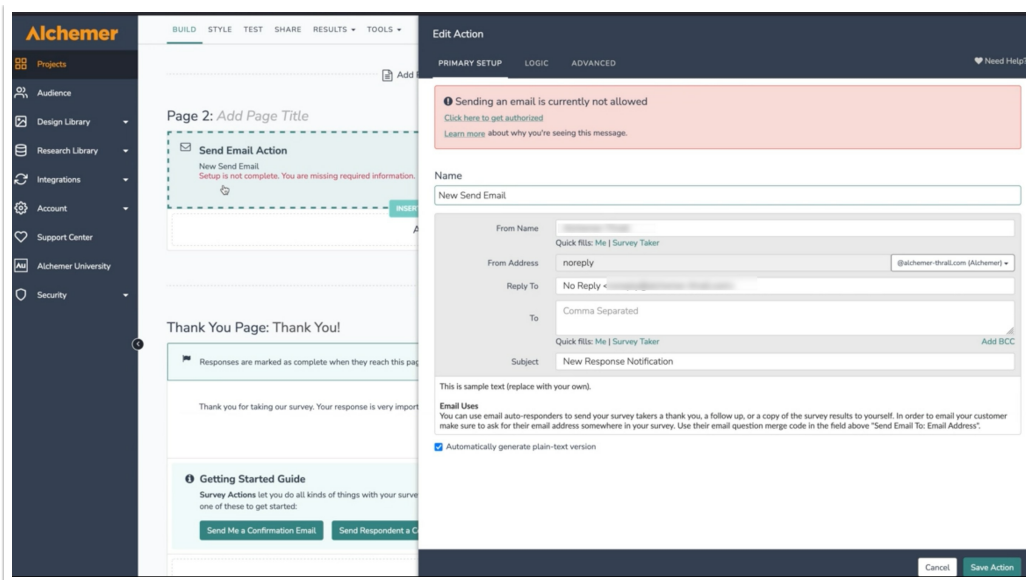 Alchemer
Projects
Audience
Design Library
Research Library
Integrations
Account
Support Center
Alchemer University
Security
BUILD STYLE TEST SHARE RESULTS TOOLS
Add
Page 2: Add Page Title
Send Email Action
New Send Email
Setup is not complete. You are missing required information.
INSERT
Thank You Page: Thank You!
Responses are marked as complete when they reach this pag
Thank you for taking our survey. Your response is very import
Getting Started Guide
Survey Actions let you do all kinds of things with your surve
one of these to get started:
Send Me a Confirmation Email Send Respondent a C
Edit Action
PRIMARY SETUP LOGIC ADVANCED Need Help?
Sending an email is currently not allowed
Click here to get authorized
Learn more about why you're seeing this message.
Name
New Send Email
From Name
Quick fills: Me | Survey Taker
From Address noreply @alchemer-thrall.com (Alchemer)
Reply To No Reply <
To Comma Separated
Quick fills: Me | Survey Taker Add BCC
Subject New Response Notification
This is sample text (replace with your own).
Email Uses
You can use email auto-responders to send your survey takers a thank you, a follow up, or a copy of the survey results to yourself. In order to email your customer
make sure to ask for their email address somewhere in your survey. Use their email question merge code in the field above "Send Email To: Email Address".
Automatically generate plain-text version
Cancel Save Action